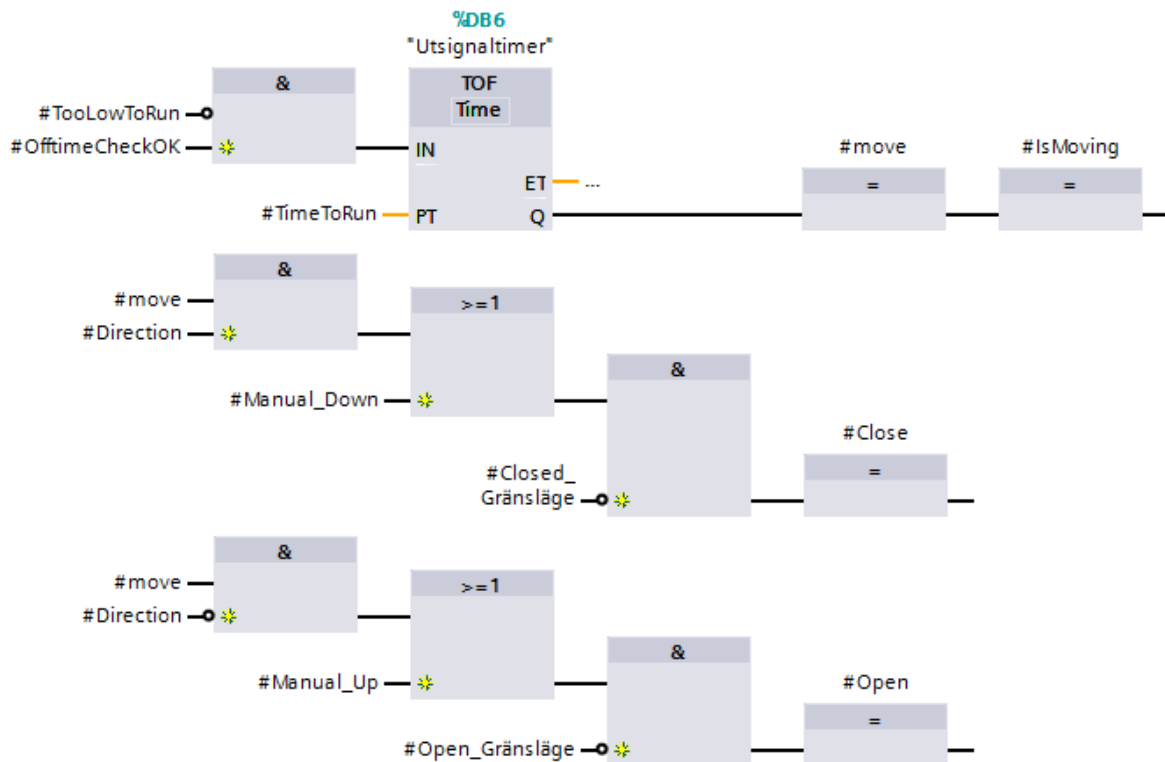 %DB6
"Utsignaltimer"
&
TOF
Time
#TooLowToRun
#OfftimeCheckOK
IN
#move
#IsMoving
=
=
ET
...
#TimeToRun
PT
Q
&
#move
>=1
#Direction
&
#Manual_Down
#Close
=
#Closed_
Gränsläge
&
#move
>=1
#Direction
&
#Manual_Up
#Open
=
#Open_Gränsläge